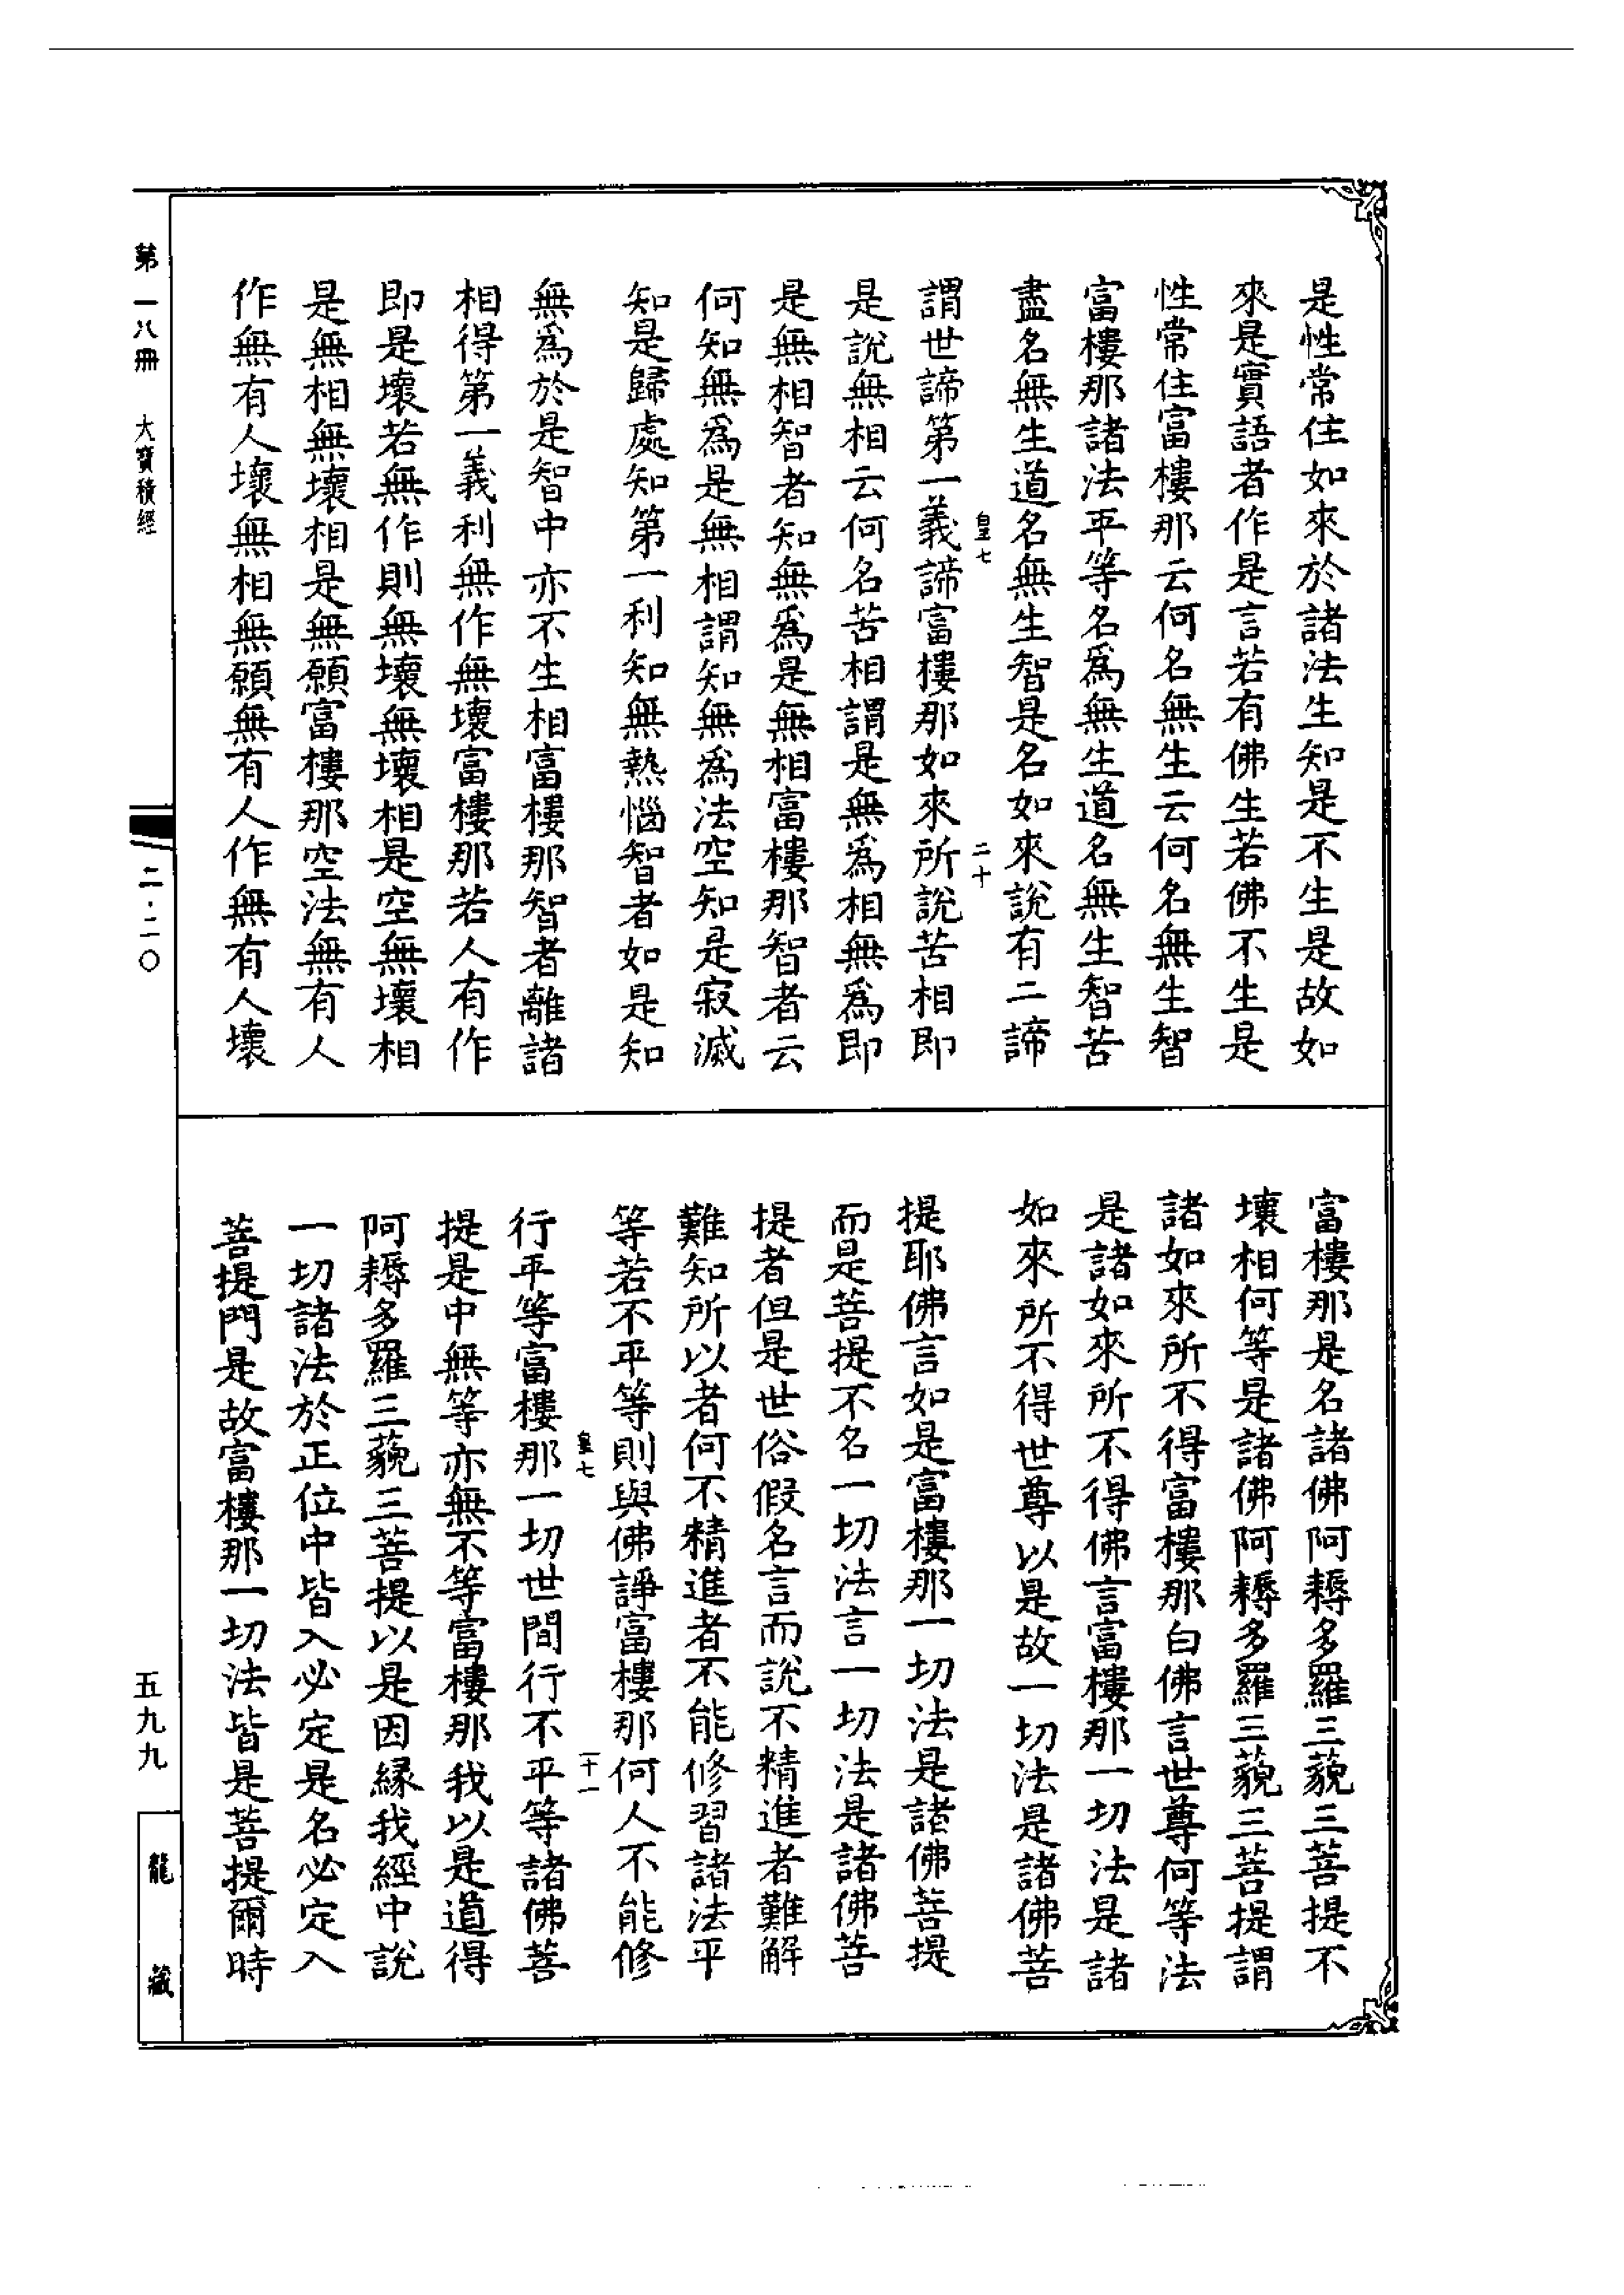 是性常住如來於諸法生知是不生是故如
來是實語者作是言若有佛生若佛不生是
性常住富樓那云何名無生云何名無生智
富樓那諸法平等名為無生道名無生智苦
盡名無生道名無生智是名如來說有二諦
皇七 二十
謂世諦第一義諦富樓那如來所說苦相即
是說無相云何名苦相謂是無為相無為即
是無相智者知無為是無相富樓那智者云
何知無為是無相謂知無為法空知是寂滅
知是歸處知第一利知無熱惱智者如是知
無為於是智中亦不生相富樓那智者離諸
相得第一義利無作無壞富樓那若人有作
即是壞若無作則無壞無壞相是空無壞相
是無相無壞相是無願富樓那空法無有人
作無有人壞無相無願無有人作無有人壞
富樓那是名諸佛阿耨多羅三藐三菩提不
壞相何等是諸佛阿耨多羅三藐三菩提謂
諸如來所不得富樓那白佛言世尊何等法
是諸如來所不得佛言富樓那一切法是諸
如來所不得世尊以是故一切法是諸佛菩
提耶佛言如是富樓那一切法是諸佛菩提
而是菩提不名一切法言一切法是諸佛菩
提者但是世俗假名言而說不精進者難解
難知所以者何不精進者不能修習諸法平
等若不平等則與佛諍富樓那何人不能修
皇七 二十一
行平等富樓那一切世間行不平等諸佛菩
提是中無等亦無不等富樓那我以是道得
阿耨多羅三藐三菩提以是因緣我經中說
一切諸法於正位中皆入必定是名必定入
菩提門是故富樓那一切法皆是菩提爾時
第一八冊 大寶積經
二·二〇
五九九
龍藏